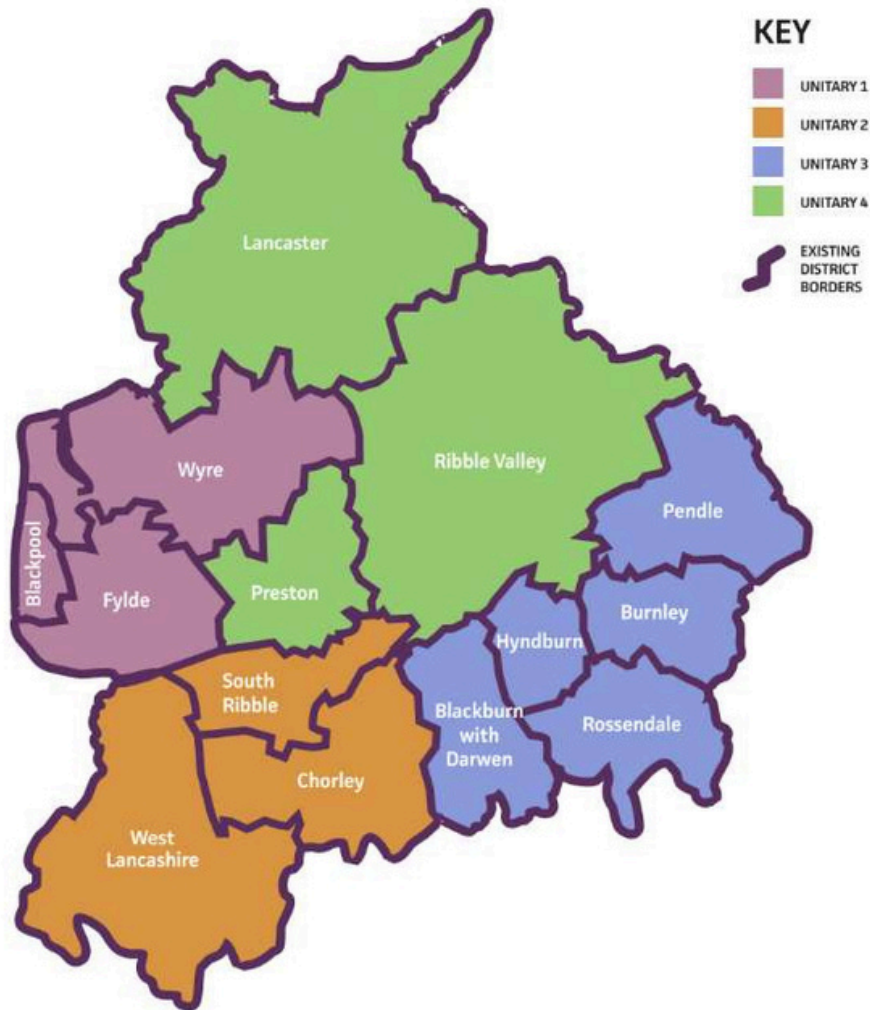 KEY
UNITARY 1
UNITARY 2
UNITARY 3
UNITARY 4
EXISTING
DISTRICT
BORDERS
Lancaster
Wyre
Ribble Valley
Pendle
Blackpool
Fylde
Preston
Burnley
Hyndburn
South
Ribble
Blackburn
with
Darwen
Rossendale
Chorley
West
Lancashire